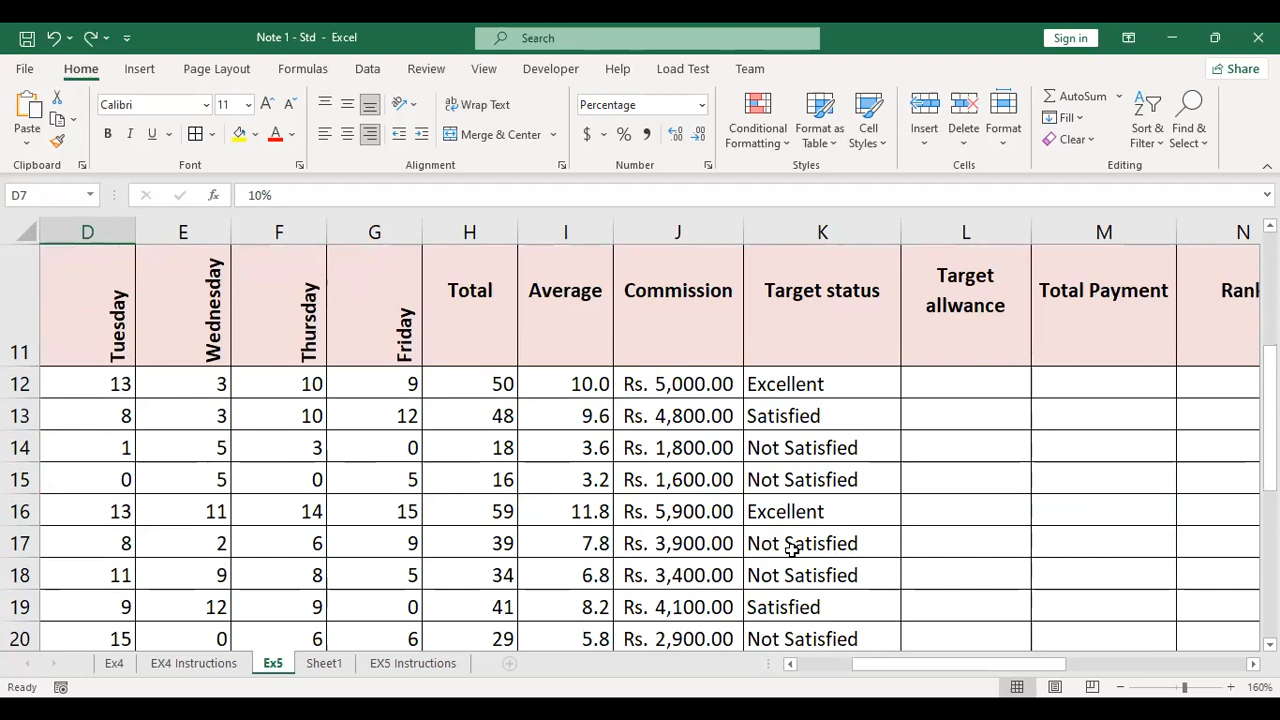 Note 1 - Std - Excel
Search
Sign in
File Home Insert Page Layout Formulas Data Review View Developer Help Load Test Team
Share
Paste
Calibri 11 A A
B I U A
Wrap Text
Merge & Center
Percentage
$ % ,
Conditional Formatting
Format as Table
Cell Styles
Insert Delete Format
AutoSum
Fill
Clear
Sort & Filter
Find & Select
Clipboard Font Alignment Number Styles Cells Editing
D7 fx 10%
D E F G H I J K L M N
11 Tuesday Wednesday Thursday Friday Total Average Commission Target status Target allwance Total Payment Rank
12 13 3 10 9 50 10.0 Rs. 5,000.00 Excellent
13 8 3 10 12 48 9.6 Rs. 4,800.00 Satisfied
14 1 5 3 0 18 3.6 Rs. 1,800.00 Not Satisfied
15 0 5 0 5 16 3.2 Rs. 1,600.00 Not Satisfied
16 13 11 14 15 59 11.8 Rs. 5,900.00 Excellent
17 8 2 6 9 39 7.8 Rs. 3,900.00 Not Satisfied
18 11 9 8 5 34 6.8 Rs. 3,400.00 Not Satisfied
19 9 12 9 0 41 8.2 Rs. 4,100.00 Satisfied
20 15 0 6 6 29 5.8 Rs. 2,900.00 Not Satisfied
Ex4 EX4 Instructions Ex5 Sheet1 EX5 Instructions
Ready
160%